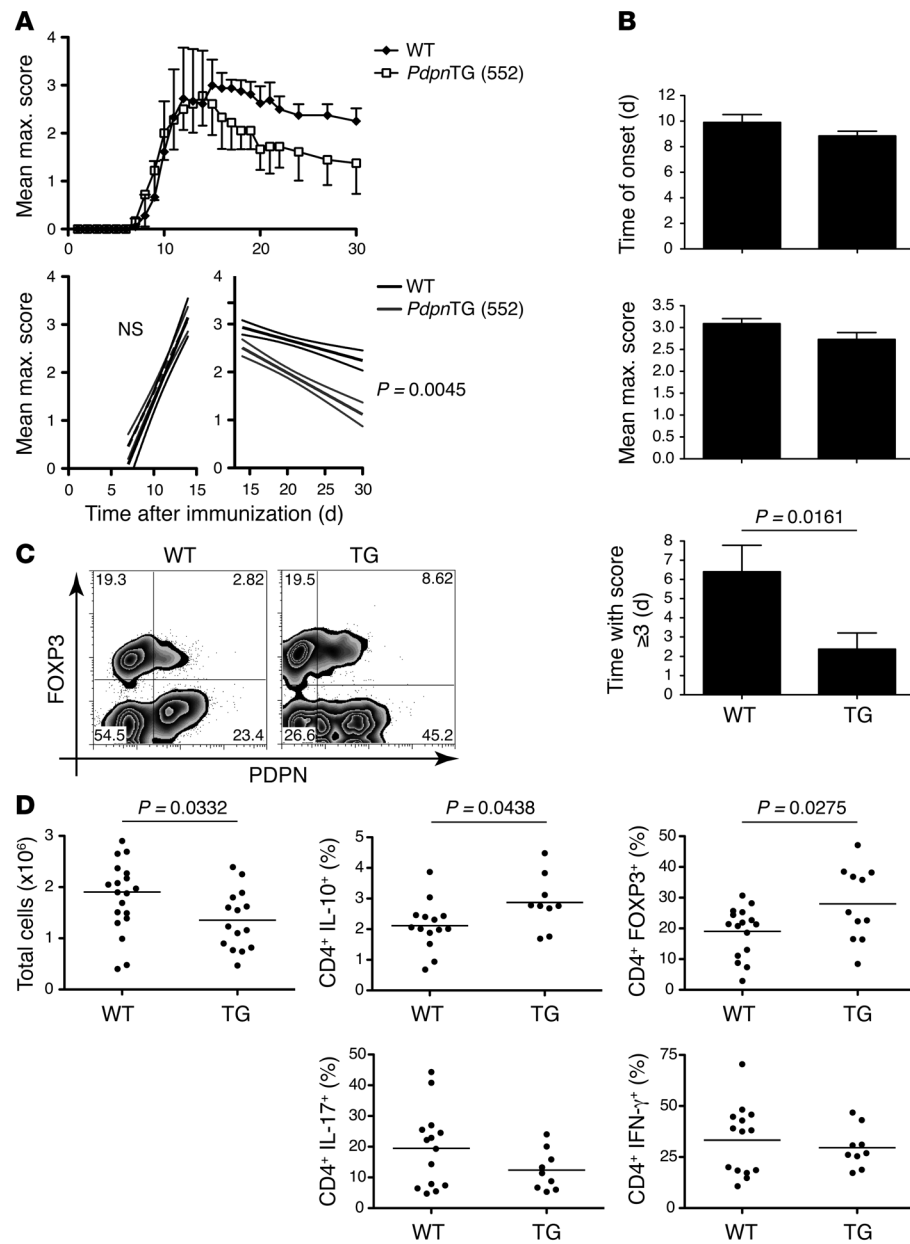 A
B
Mean max. score
4
3
2
1
0
0
10
20
30
WT
PdpnTG (552)
Time of onset (d)
12
10
8
6
4
2
0
4
3
2
1
0
0
5
10
15
NS
Mean max. score
4
3
2
1
0
15
20
25
30
WT
PdpnTG (552)
P = 0.0045
Time after immunization (d)
Mean max. score
3.5
3.0
2.5
2.0
1.5
1.0
0.5
0.0
P = 0.0161
Time with score
≥3 (d)
8
7
6
5
4
3
2
1
0
WT
TG
C
WT
TG
19.3
2.82
54.5
23.4
19.5
8.62
26.6
45.2
FOXP3
PDPN
D
P = 0.0332
Total cells (x10⁶)
3
2
1
0
WT
TG
P = 0.0438
CD4⁺ IL-10⁺ (%)
5
4
3
2
1
0
WT
TG
P = 0.0275
CD4⁺ FOXP3⁺ (%)
50
40
30
20
10
0
WT
TG
CD4⁺ IL-17⁺ (%)
50
40
30
20
10
0
WT
TG
CD4⁺ IFN-γ⁺ (%)
75
50
25
0
WT
TG